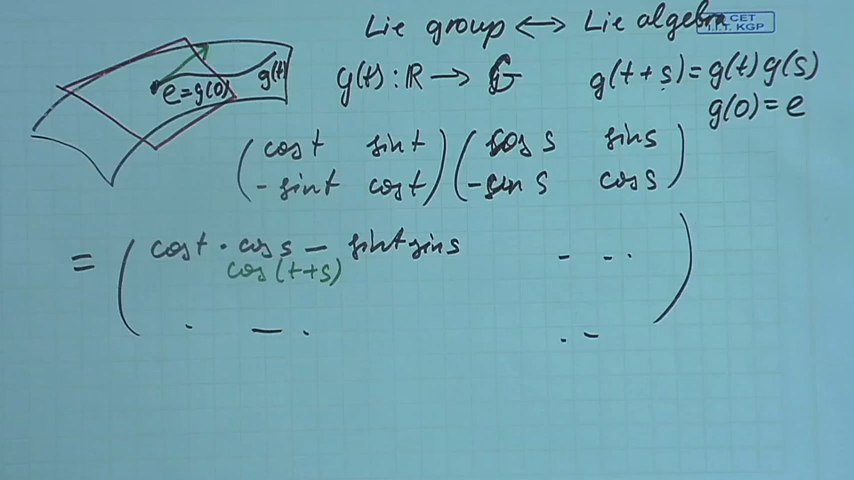 Lie group ↔ Lie algebra
CET
I.I.T. KGP
e=g(0) g(t) g(t) : ℝ → G g(t+s) = g(t) g(s)
g(0) = e
( cos t sin t ) ( cos s sin s )
( -sin t cos t ) ( -sin s cos s )
= ( cos t · cos s - sin t sin s - - ·· )
cos(t+s)
· — · · -